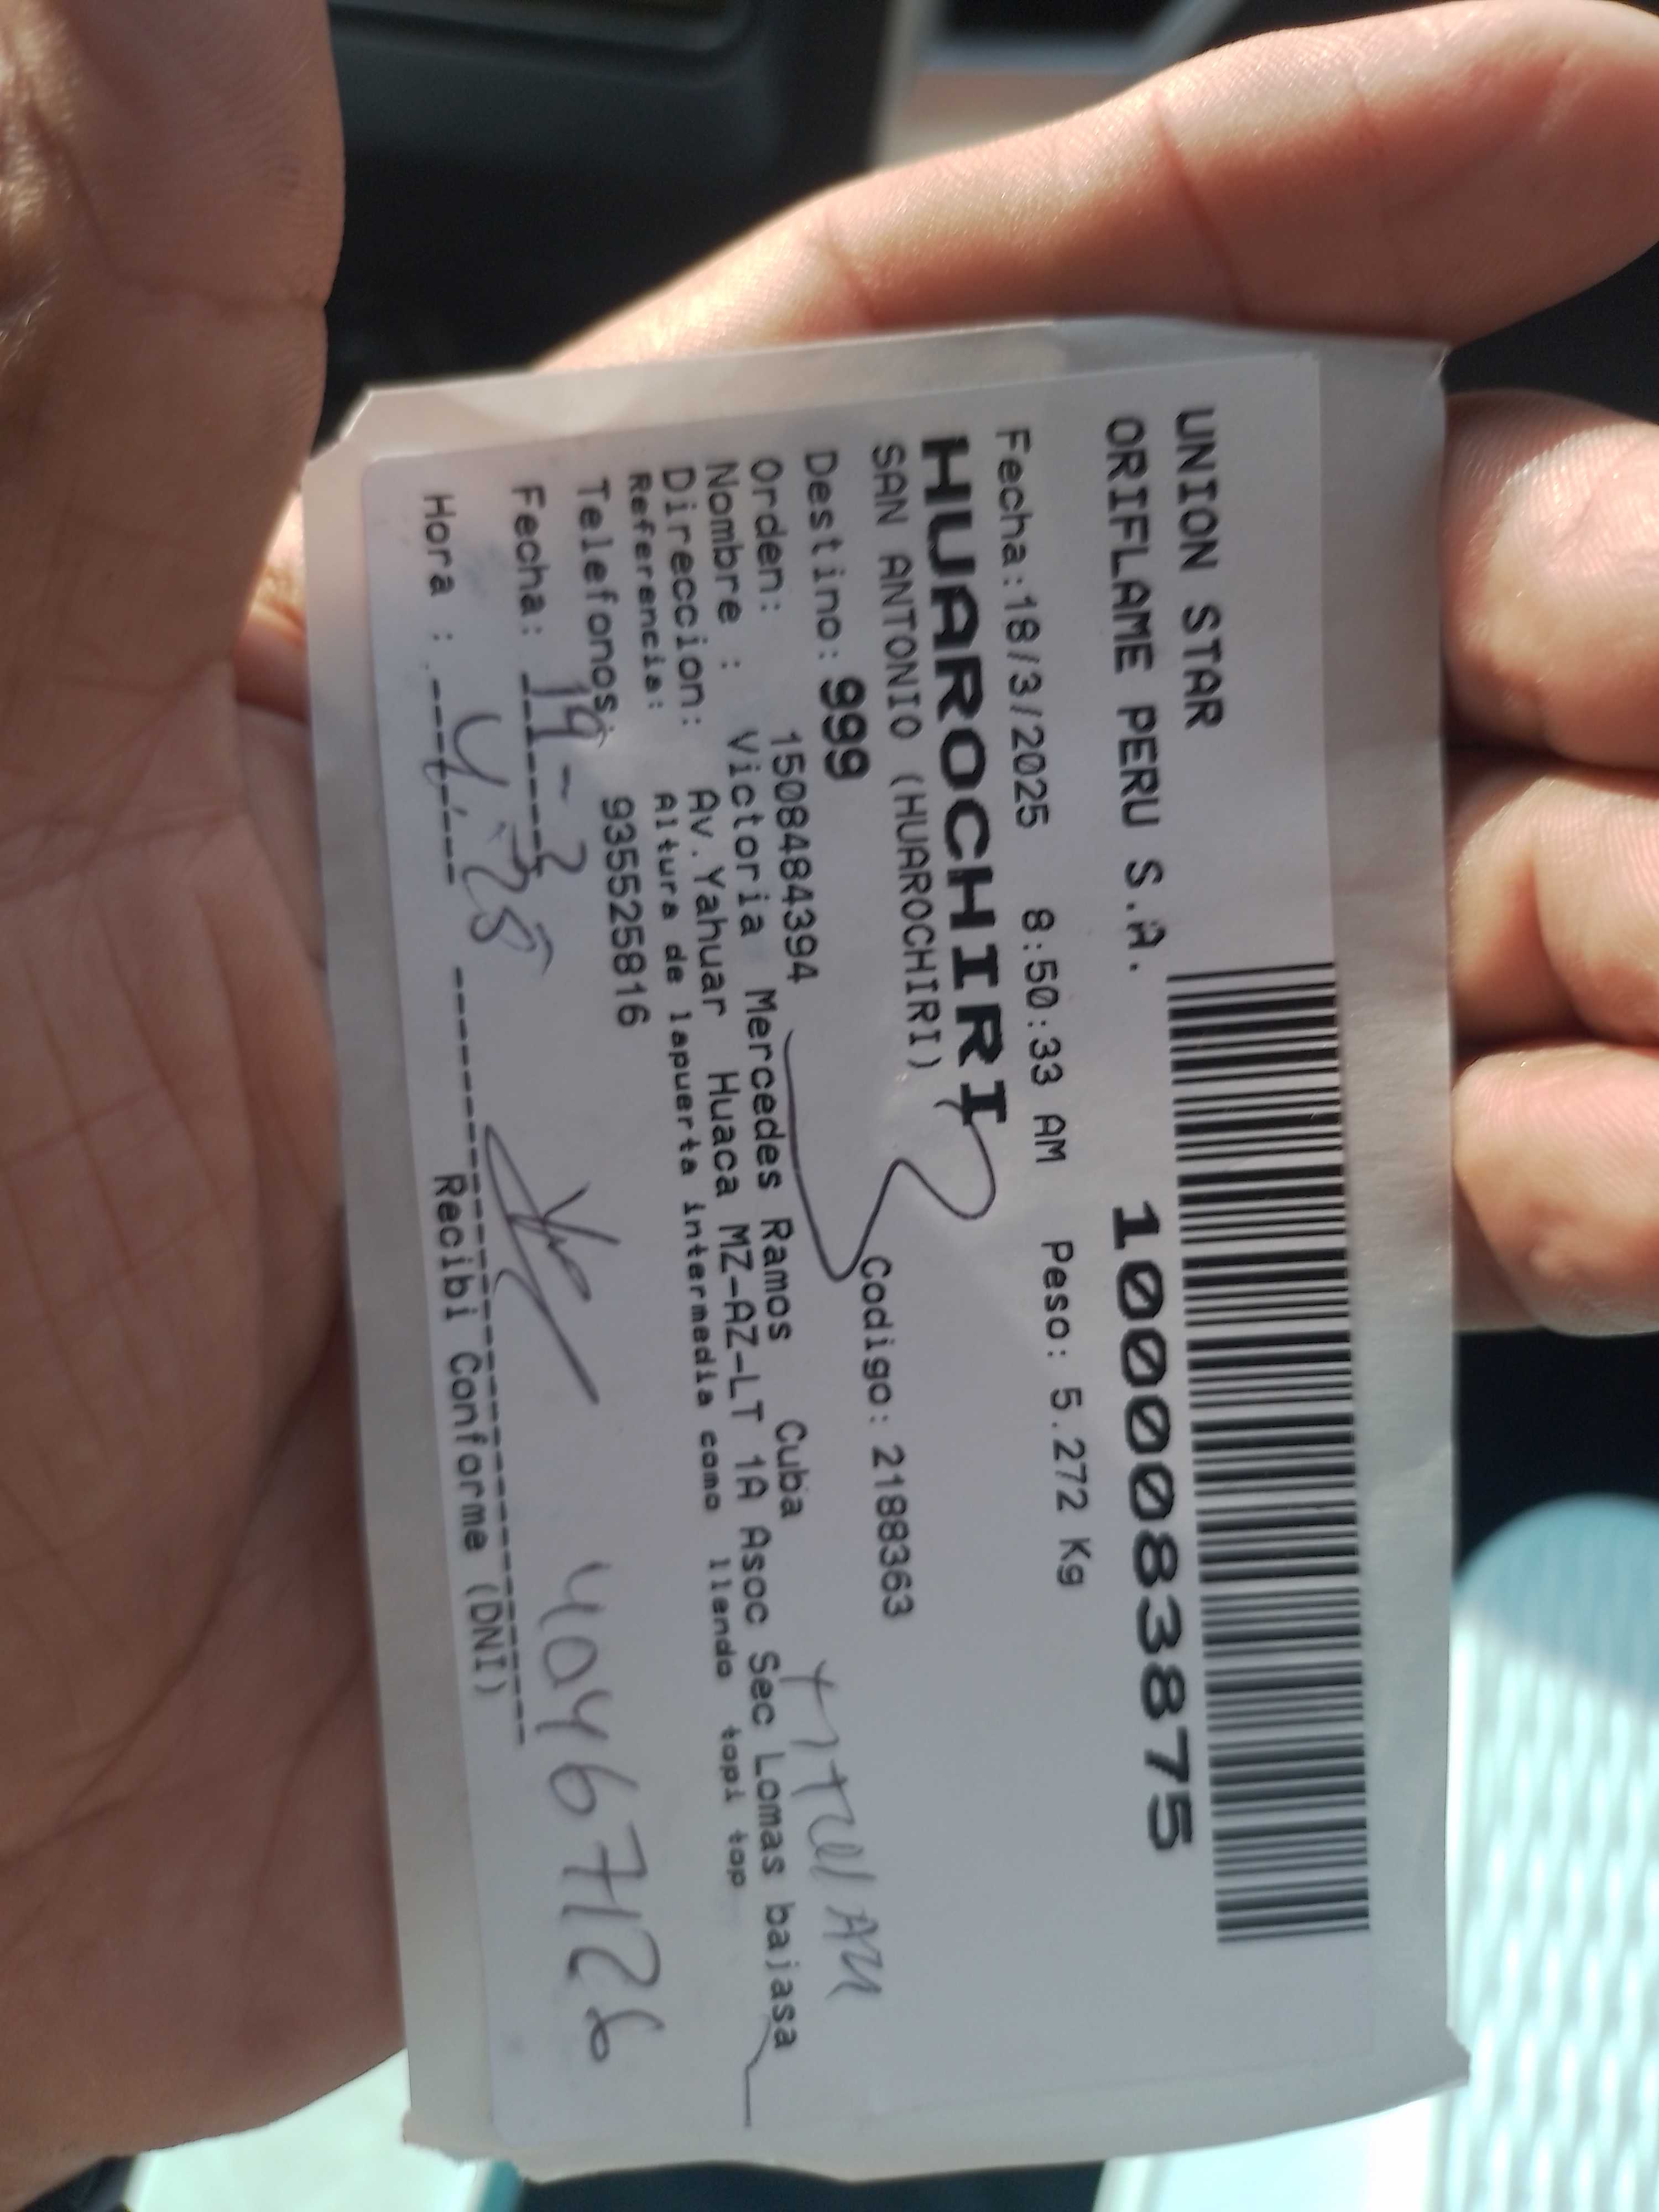 UNION STAR
ORIFLAME PERU S.A.
1000083875
Fecha:18/3/2025 8:50:33 AM Peso: 5.272 Kg
HUAROCHIRI
SAN ANTONIO (HUAROCHIRI)
Destino: 999 Codigo: 2188363
Orden: 1508484394
Nombre : Victoria Mercedes Ramos Cuba
titular
Direccion: Av.Yahuar Huaca MZ-AZ-LT 1A Asoc Sec Lomas bajasa
Referencia: Altura de lapuerta intermedia como llendo topi top
Telefonos: 935525816
Fecha: 19-3
40467126
Hora :
Recibi Conforme (DNI)